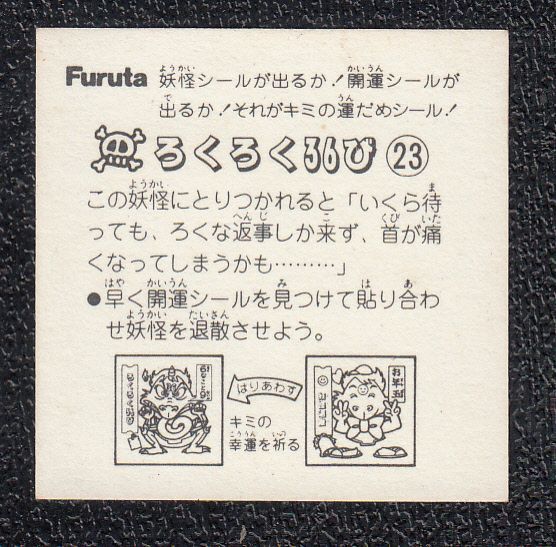 Furuta 妖怪シールが出るか!開運シールが
出るか!それがキミの運だめシール!
ろくろく36び 23
この妖怪にとりつかれると「いくら待
っても、ろくな返事しか来ず、首が痛
くなってしまうかも………」
●早く開運シールを見つけて貼り合わ
せ妖怪を退散させよう。
はりあわす
キミの
幸運を祈る